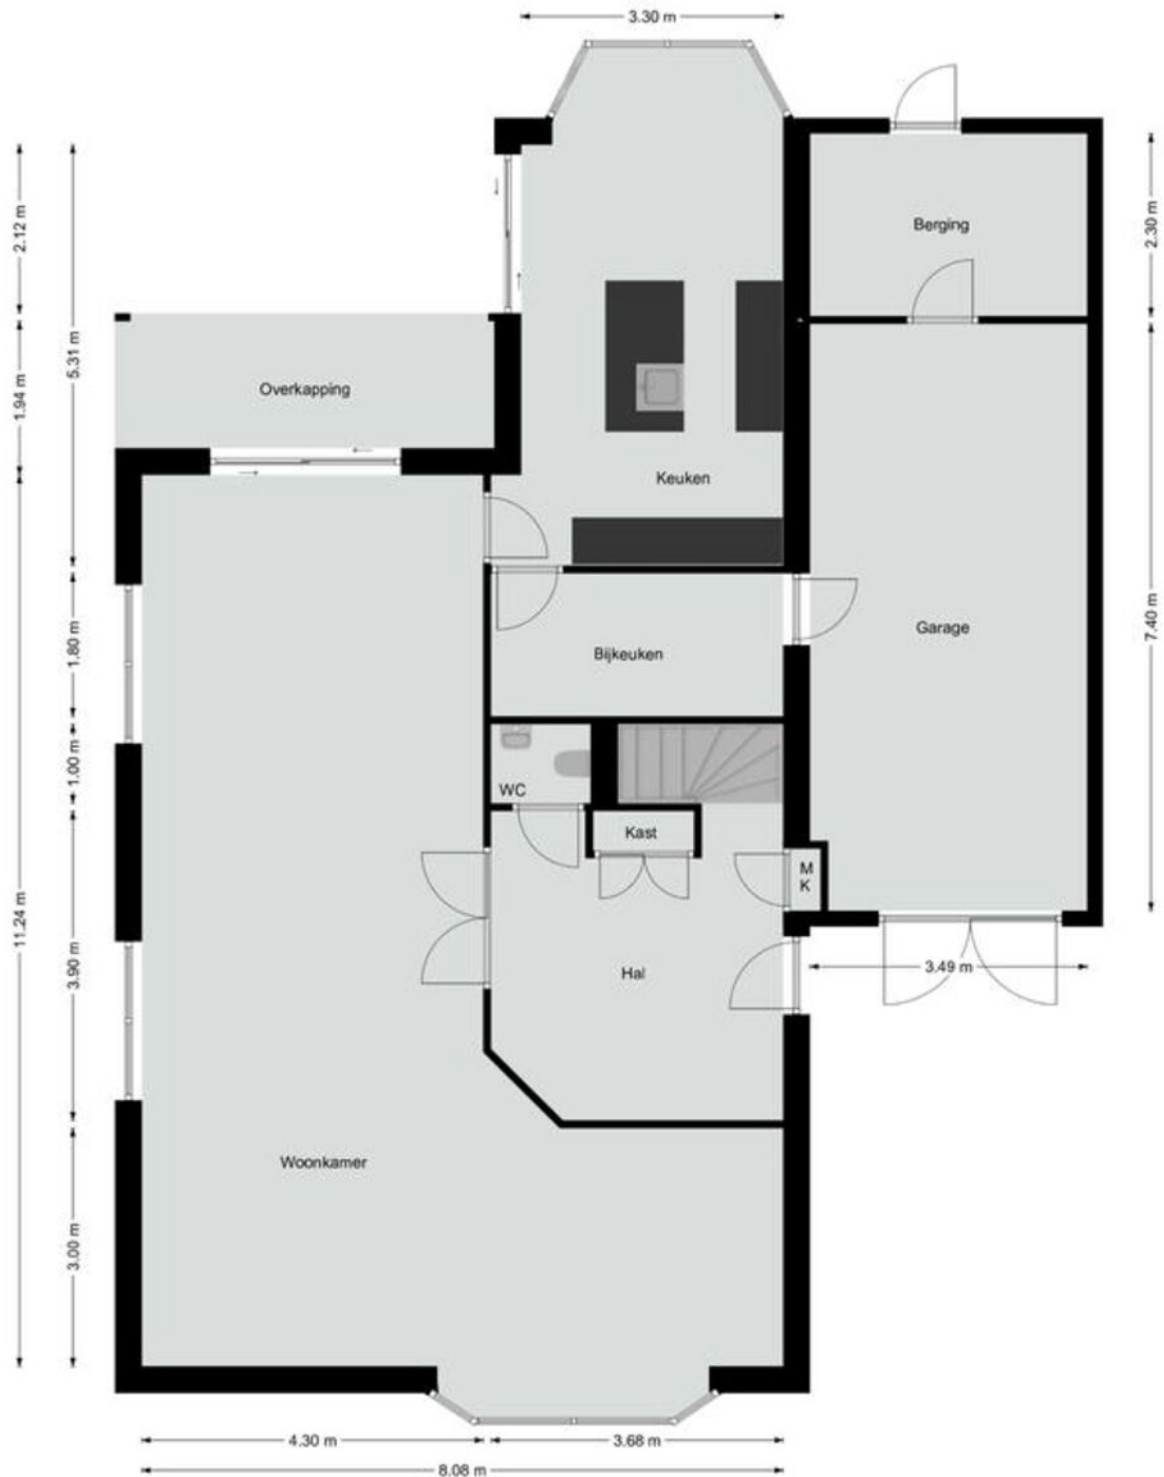 3.30 m
2.12 m
5.31 m
Berging
2.30 m
1.94 m
Overkapping
Keuken
1.80 m
Bijkeuken
Garage
7.40 m
1.00 m
WC
Kast
M
K
11.24 m
3.90 m
Hal
3.49 m
Woonkamer
3.00 m
4.30 m
3.68 m
8.08 m